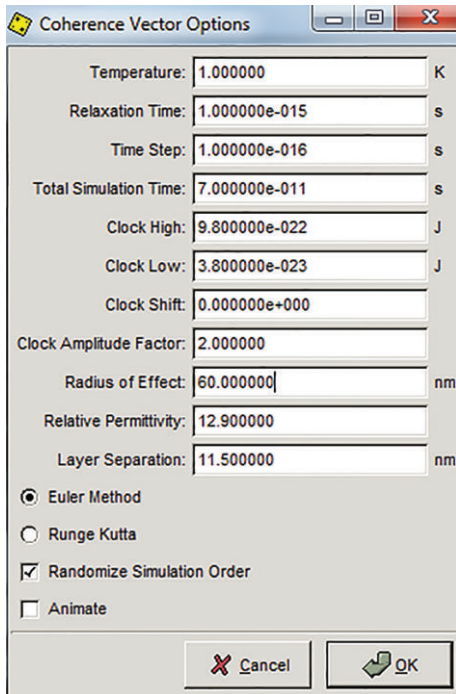 Coherence Vector Options
Temperature: 1.000000 K
Relaxation Time: 1.000000e-015 s
Time Step: 1.000000e-016 s
Total Simulation Time: 7.000000e-011 s
Clock High: 9.800000e-022 J
Clock Low: 3.800000e-023 J
Clock Shift: 0.000000e+000
Clock Amplitude Factor: 2.000000
Radius of Effect: 60.000000 nm
Relative Permittivity: 12.900000
Layer Separation: 11.500000 nm
Euler Method
Runge Kutta
Randomize Simulation Order
Animate
Cancel OK